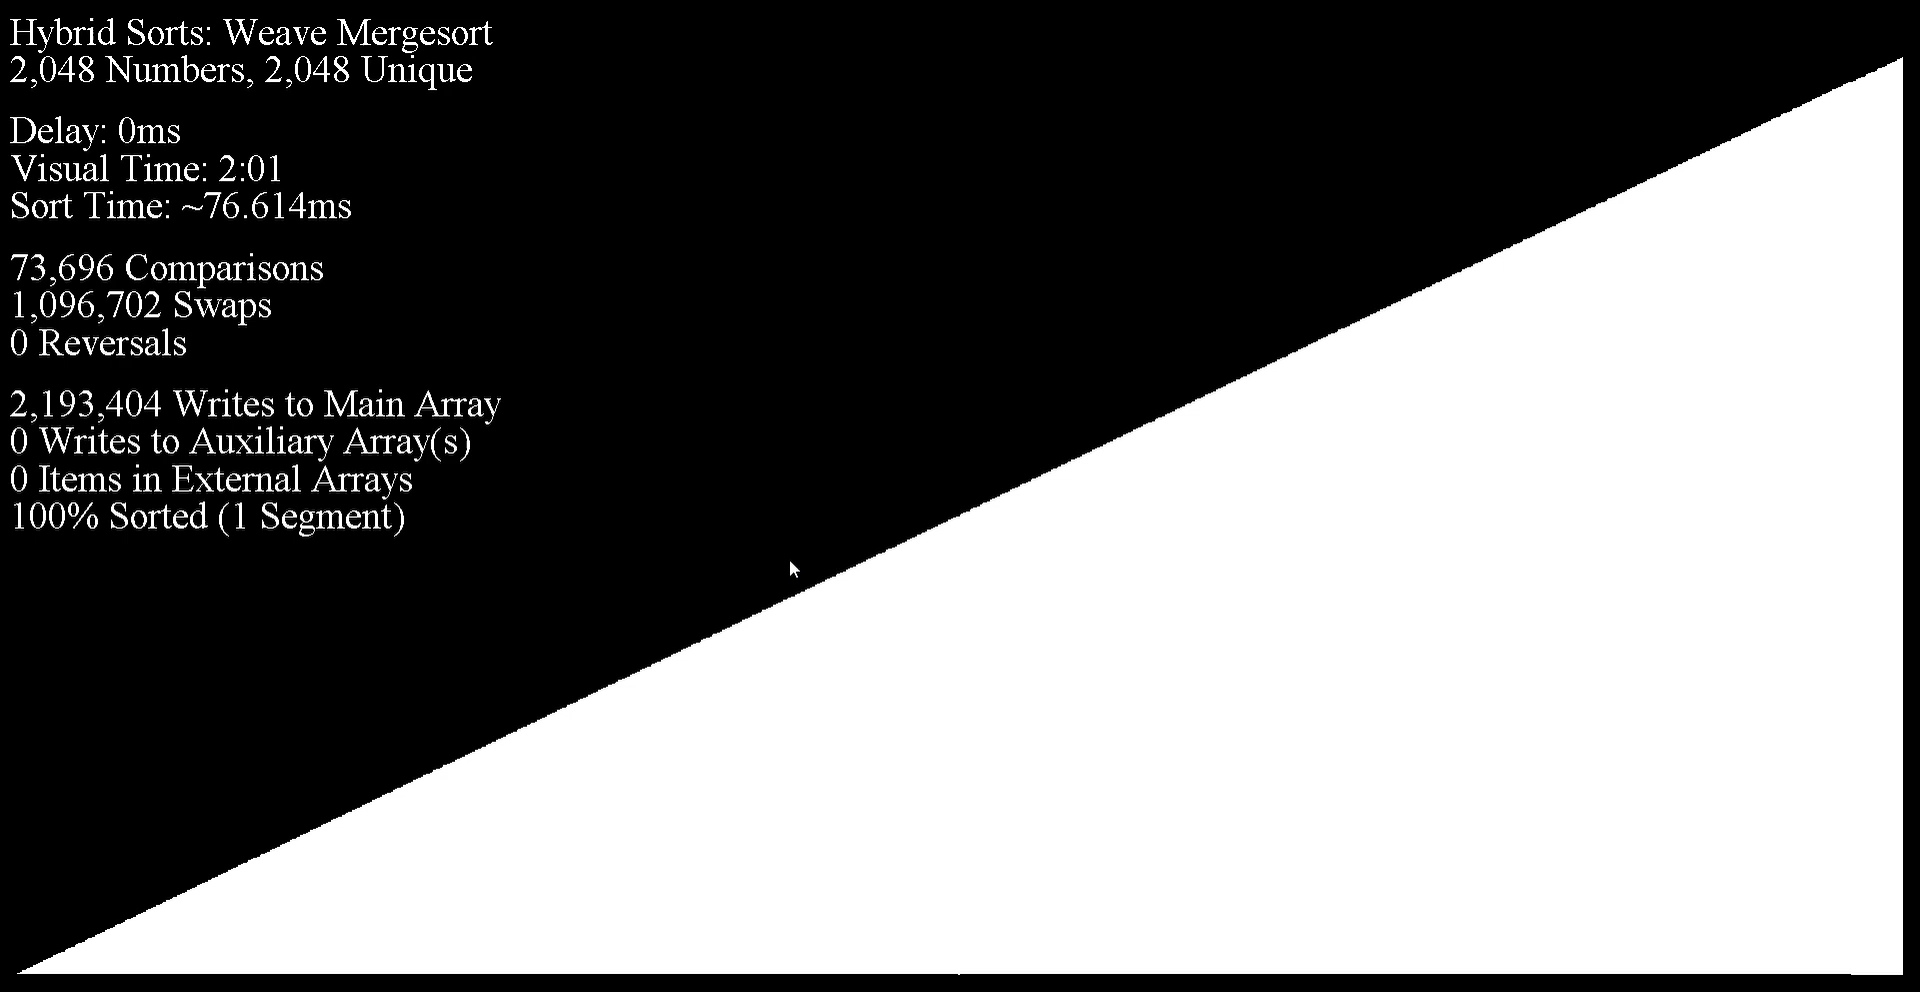 Hybrid Sorts: Weave Mergesort
2,048 Numbers, 2,048 Unique
Delay: 0ms
Visual Time: 2:01
Sort Time: ~76.614ms
73,696 Comparisons
1,096,702 Swaps
0 Reversals
2,193,404 Writes to Main Array
0 Writes to Auxiliary Array(s)
0 Items in External Arrays
100% Sorted (1 Segment)